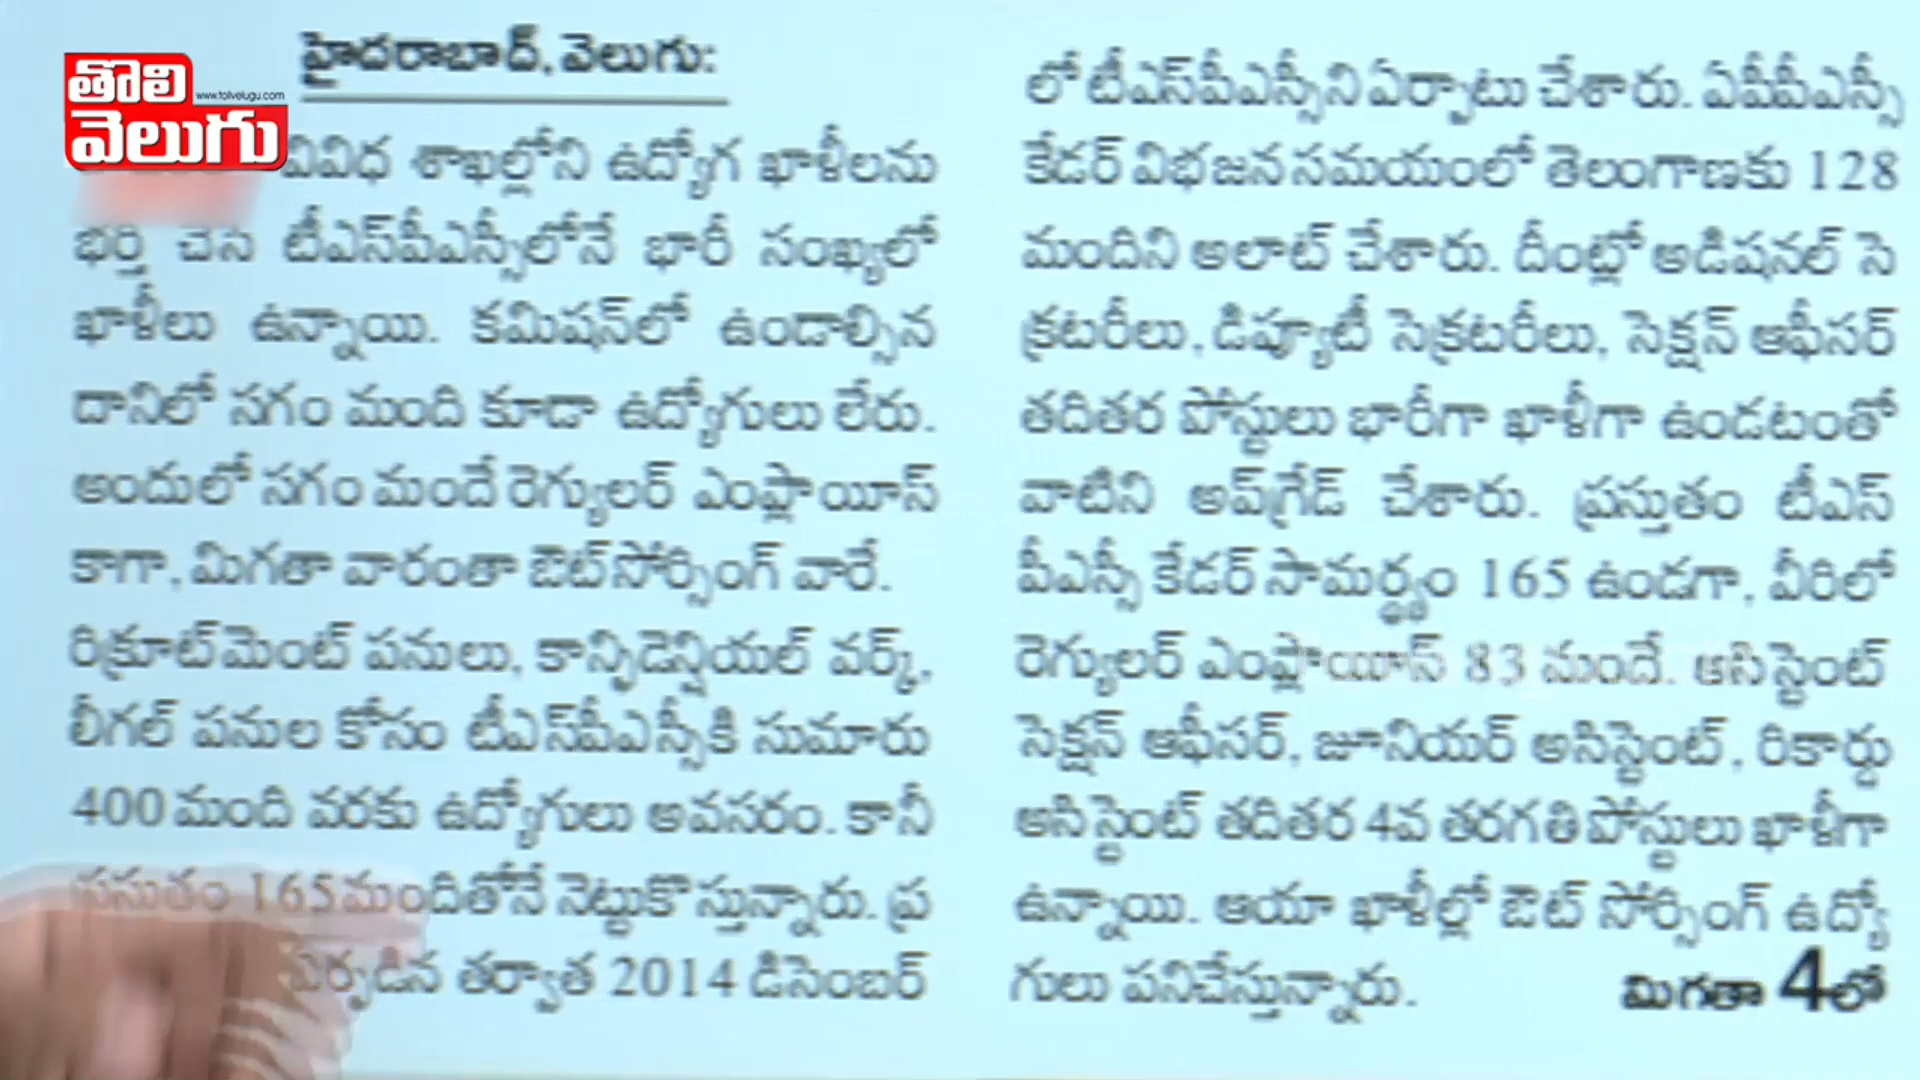 తొలి
వెలుగు
www.tolivelugu.com
హైదరాబాద్, వెలుగు:
వివిధ శాఖల్లోని ఉద్యోగ ఖాళీలను
భర్తీ చేసే టీఎస్‌పీఎస్సీలోనే భారీ సంఖ్యలో
ఖాళీలు ఉన్నాయి. కమిషన్‌లో ఉండాల్సిన
దానిలో సగం మంది కూడా ఉద్యోగులు లేరు.
అందులో సగం మందే రెగ్యులర్ ఎంప్లాయీస్
కాగా, మిగతా వారంతా ఔట్‌సోర్సింగ్ వారే.
రిక్రూట్‌మెంట్ పనులు, కాన్ఫిడెన్షియల్ వర్క్,
లీగల్ పనుల కోసం టీఎస్‌పీఎస్సీకి సుమారు
400 మంది వరకు ఉద్యోగులు అవసరం. కానీ
ప్రస్తుతం 165 మందితోనే నెట్టుకొస్తున్నారు. ప్ర
తర్వాత 2014 డిసెంబర్
లో టీఎస్‌పీఎస్సీని ఏర్పాటు చేశారు. ఏపీపీఎస్సీ
కేడర్ విభజన సమయంలో తెలంగాణకు 128
మందిని అలాట్ చేశారు. దీంట్లో అడిషనల్ సె
క్రటరీలు, డిప్యూటీ సెక్రటరీలు, సెక్షన్ ఆఫీసర్
తదితర పోస్టులు భారీగా ఖాళీగా ఉండటంతో
వాటిని అప్‌గ్రేడ్ చేశారు. ప్రస్తుతం టీఎస్
పీఎస్సీ కేడర్ సామర్థ్యం 165 ఉండగా, వీరిలో
రెగ్యులర్ ఎంప్లాయీస్ 83 మందే. అసిస్టెంట్
సెక్షన్ ఆఫీసర్, జూనియర్ అసిస్టెంట్, రికార్డు
అసిస్టెంట్ తదితర 4వ తరగతి పోస్టులు ఖాళీగా
ఉన్నాయి. ఆయా ఖాళీల్లో ఔట్ సోర్సింగ్ ఉద్యో
గులు పనిచేస్తున్నారు.
మిగతా 4లో